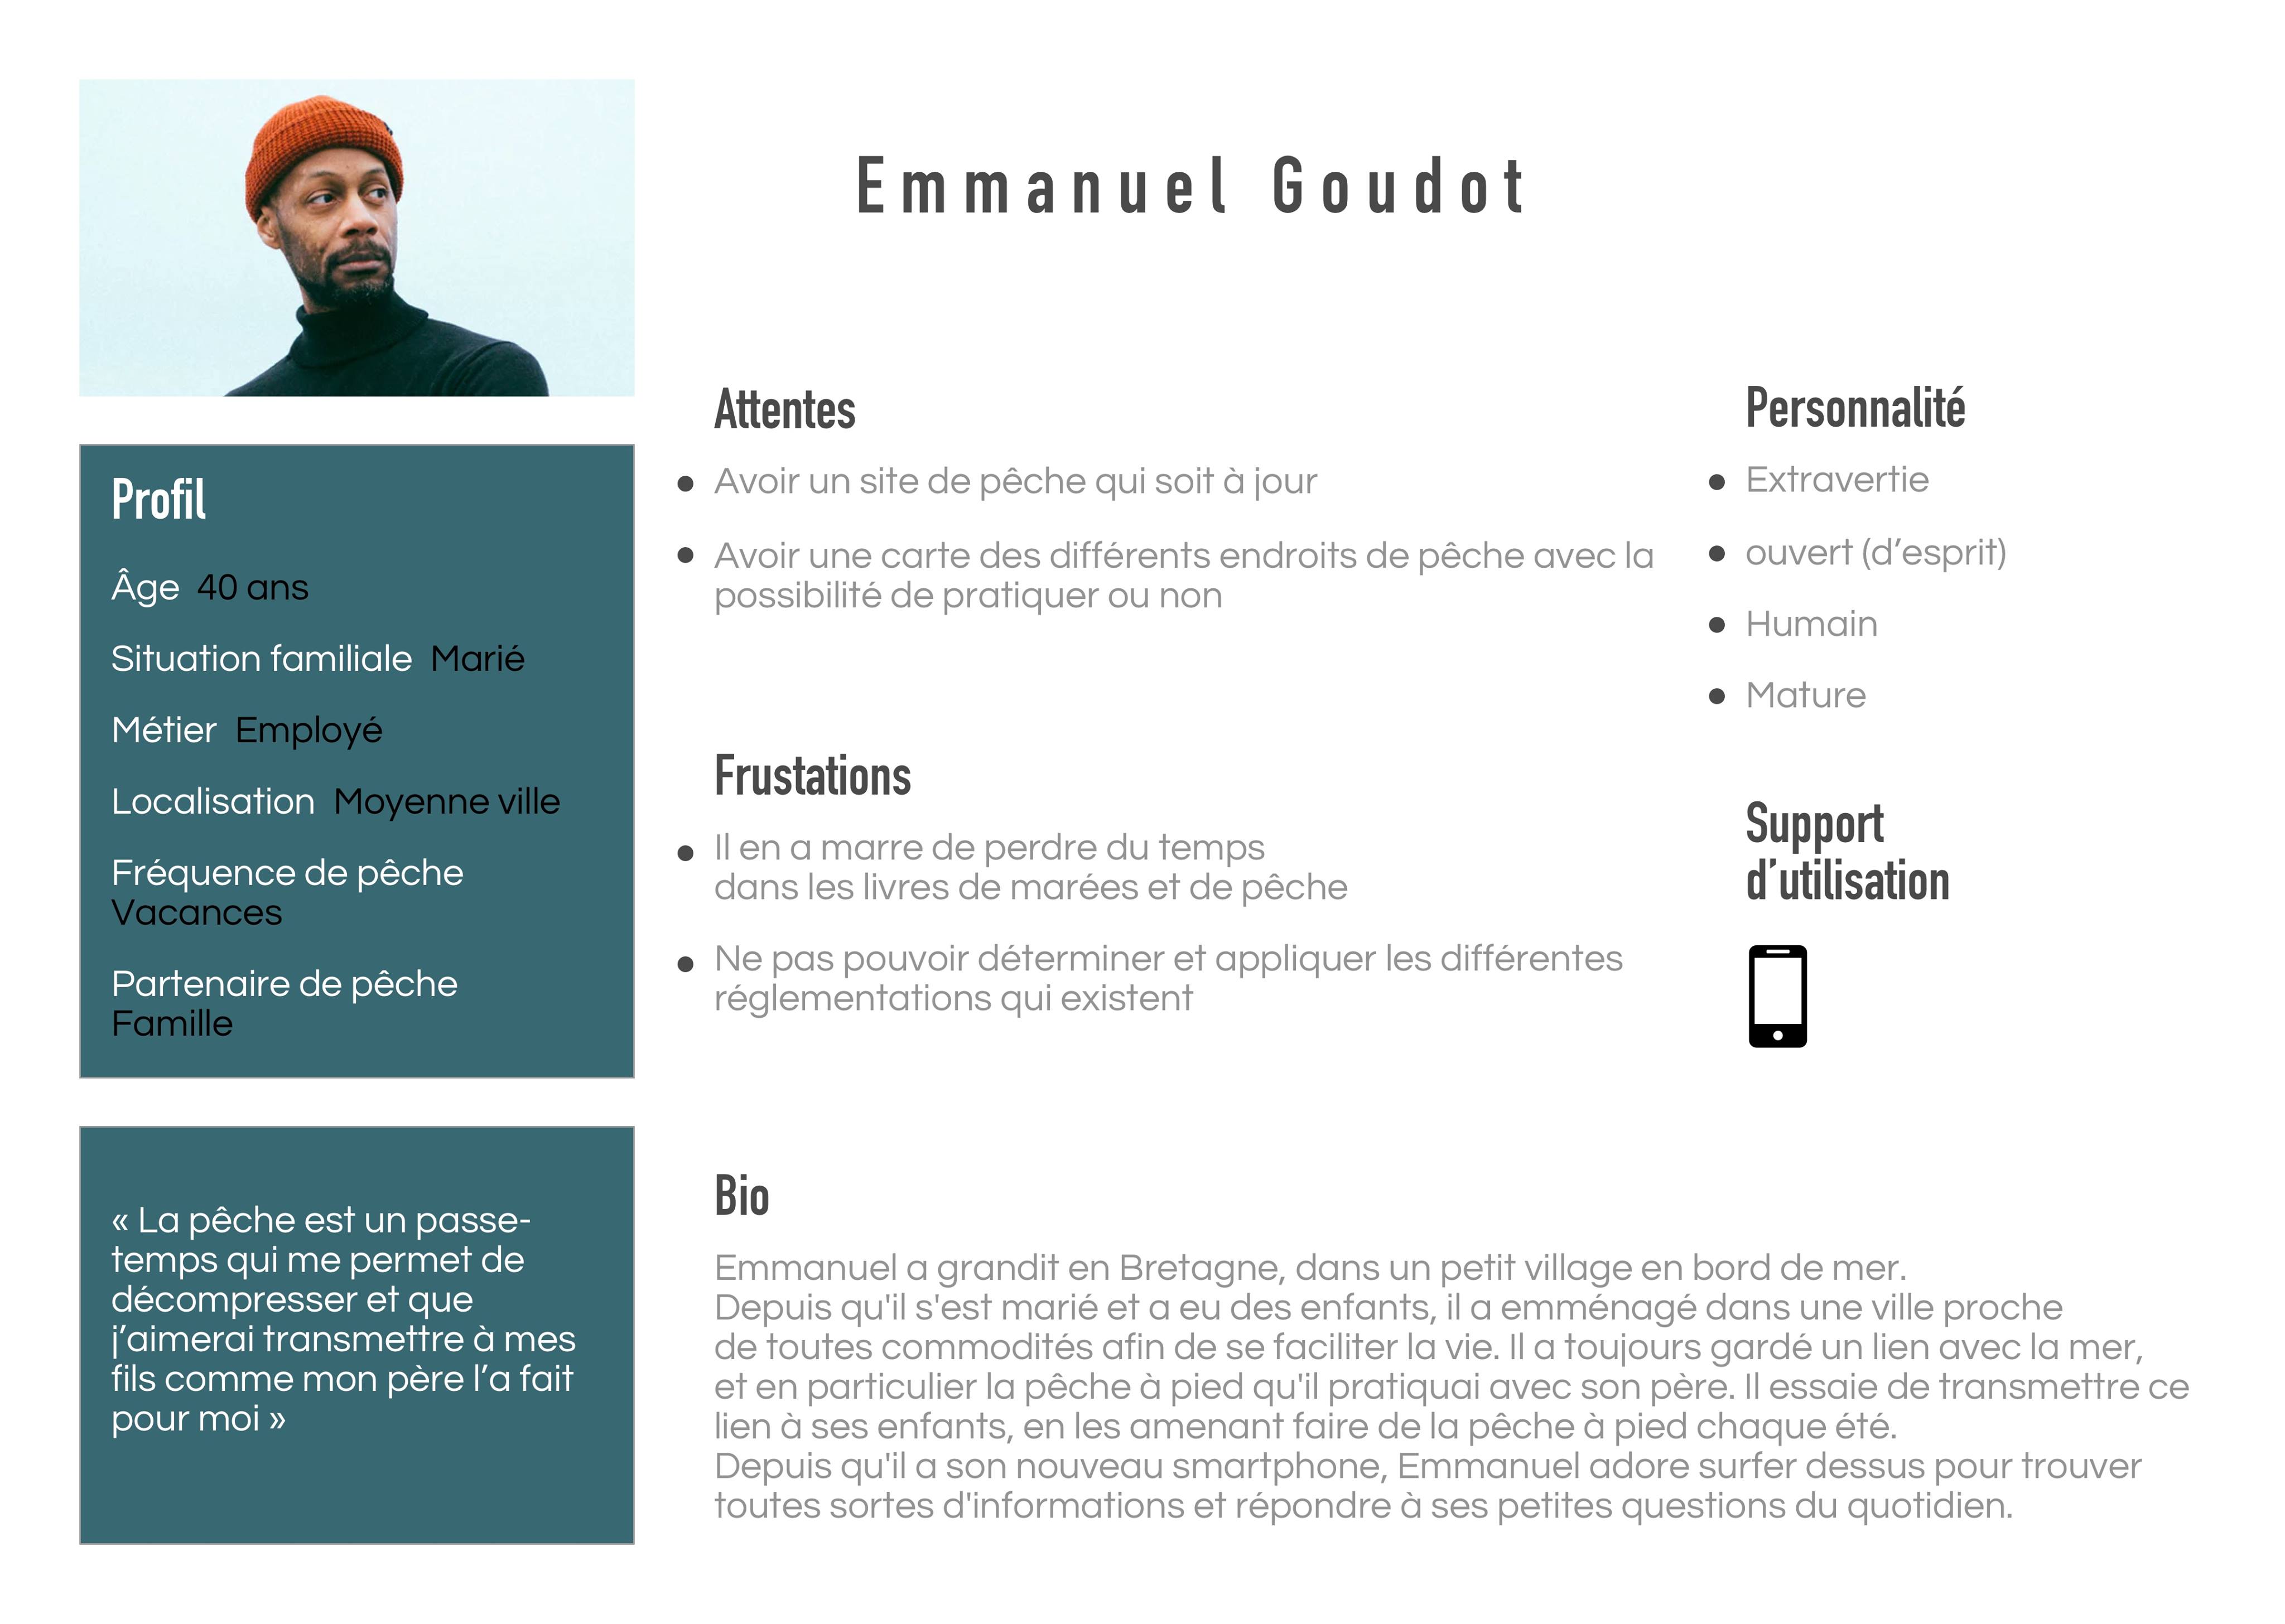 Emmanuel Goudot
Profil
Âge 40 ans
Situation familiale Marié
Métier Employé
Localisation Moyenne ville
Fréquence de pêche
Vacances
Partenaire de pêche
Famille
« La pêche est un passe-
temps qui me permet de
décompresser et que
j’aimerai transmettre à mes
fils comme mon père l’a fait
pour moi »
Attentes
• Avoir un site de pêche qui soit à jour
• Avoir une carte des différents endroits de pêche avec la
possibilité de pratiquer ou non
Frustations
• Il en a marre de perdre du temps
dans les livres de marées et de pêche
• Ne pas pouvoir déterminer et appliquer les différentes
réglementations qui existent
Personnalité
• Extravertie
• ouvert (d’esprit)
• Humain
• Mature
Support
d’utilisation
Bio
Emmanuel a grandit en Bretagne, dans un petit village en bord de mer.
Depuis qu'il s'est marié et a eu des enfants, il a emménagé dans une ville proche
de toutes commodités afin de se faciliter la vie. Il a toujours gardé un lien avec la mer,
et en particulier la pêche à pied qu'il pratiquai avec son père. Il essaie de transmettre ce
lien à ses enfants, en les amenant faire de la pêche à pied chaque été.
Depuis qu'il a son nouveau smartphone, Emmanuel adore surfer dessus pour trouver
toutes sortes d'informations et répondre à ses petites questions du quotidien.